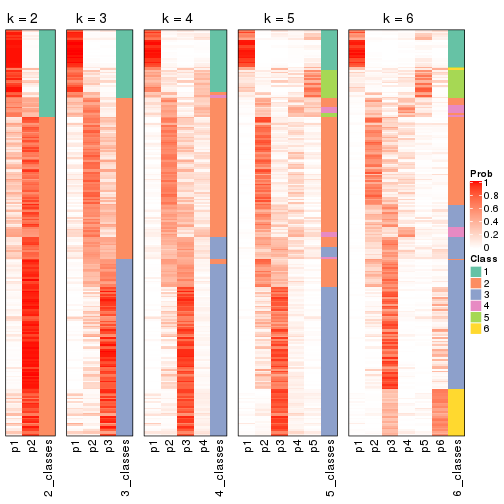 k = 2
k = 3
k = 4
k = 5
k = 6
Prob
1
0.8
0.6
0.4
0.2
0
Class
1
2
3
4
5
6
p1
p2
2_classes
p1
p2
p3
3_classes
p1
p2
p3
p4
4_classes
p1
p2
p3
p4
p5
5_classes
p1
p2
p3
p4
p5
p6
6_classes